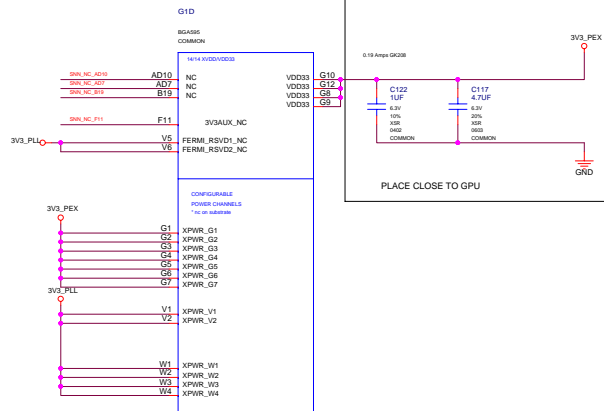 G1D
BGA595
COMMON
14/14 XVDD/VDD33
SNN_NC_AD10 AD10 NC
SNN_NC_AD7 AD7 NC
SNN_NC_B19 B19 NC
VDD33 G10
VDD33 G12
VDD33 G8
VDD33 G9
SNN_NC_F11 F11 3V3AUX_NC
3V3_PLL V5 FERMI_RSVD1_NC
V6 FERMI_RSVD2_NC
3V3_PEX
0.19 Amps GK208
C122
1UF
6.3V
10%
X5R
0402
COMMON
C117
4.7UF
6.3V
20%
X5R
0603
COMMON
GND
PLACE CLOSE TO GPU
CONFIGURABLE
POWER CHANNELS
* nc on substrate
3V3_PEX
G1 XPWR_G1
G2 XPWR_G2
G3 XPWR_G3
G4 XPWR_G4
G5 XPWR_G5
G6 XPWR_G6
G7 XPWR_G7
3V3_PLL
V1 XPWR_V1
V2 XPWR_V2
W1 XPWR_W1
W2 XPWR_W2
W3 XPWR_W3
W4 XPWR_W4